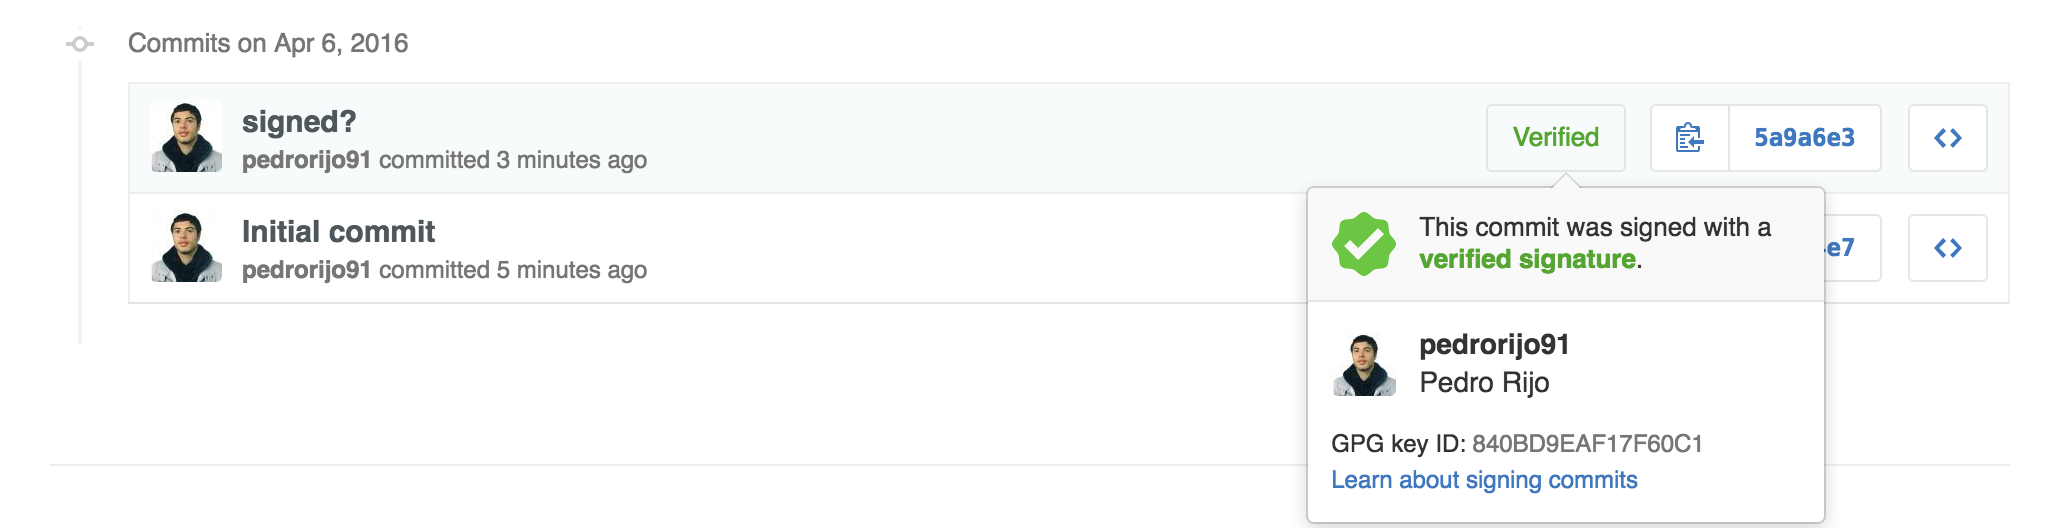 Commits on Apr 6, 2016
signed?
pedrorijo91 committed 3 minutes ago
Verified
5a9a6e3
Initial commit
pedrorijo91 committed 5 minutes ago
e7
This commit was signed with a
verified signature.
pedrorijo91
Pedro Rijo
GPG key ID: 840BD9EAF17F60C1
Learn about signing commits